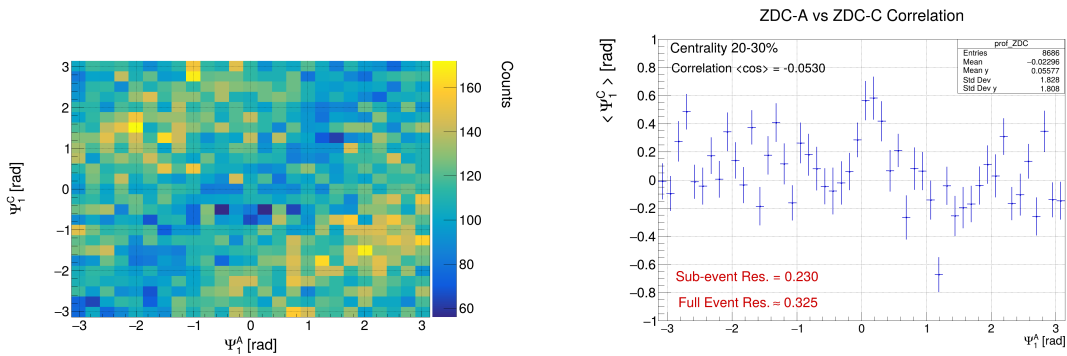 Ψ₁ᶜ [rad]
3
2
1
0
−1
−2
−3
−3 −2 −1 0 1 2 3
Ψ₁ᴬ [rad]
Counts
160
140
120
100
80
60
ZDC-A vs ZDC-C Correlation
< Ψ₁ᶜ > [rad]
1
0.8
0.6
0.4
0.2
0
−0.2
−0.4
−0.6
−0.8
−1
Centrality 20-30%
Correlation <cos> = -0.0530
prof_ZDC
Entries 8686
Mean −0.02296
Mean y 0.05577
Std Dev 1.828
Std Dev y 1.808
Sub-event Res. = 0.230
Full Event Res. ≈ 0.325
−3 −2 −1 0 1 2 3
Ψ₁ᴬ [rad]